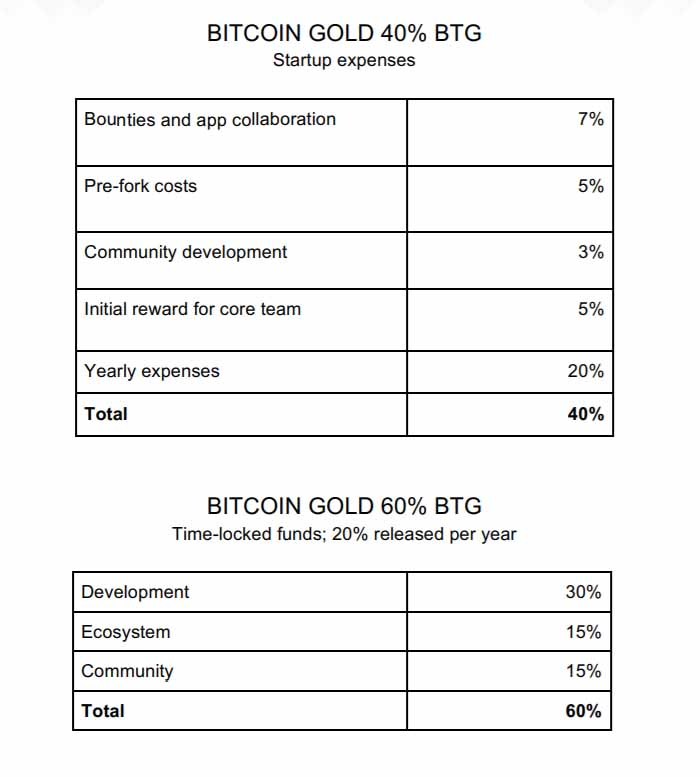 BITCOIN GOLD 40% BTG
Startup expenses
Bounties and app collaboration 7%
Pre-fork costs 5%
Community development 3%
Initial reward for core team 5%
Yearly expenses 20%
Total 40%
BITCOIN GOLD 60% BTG
Time-locked funds; 20% released per year
Development 30%
Ecosystem 15%
Community 15%
Total 60%